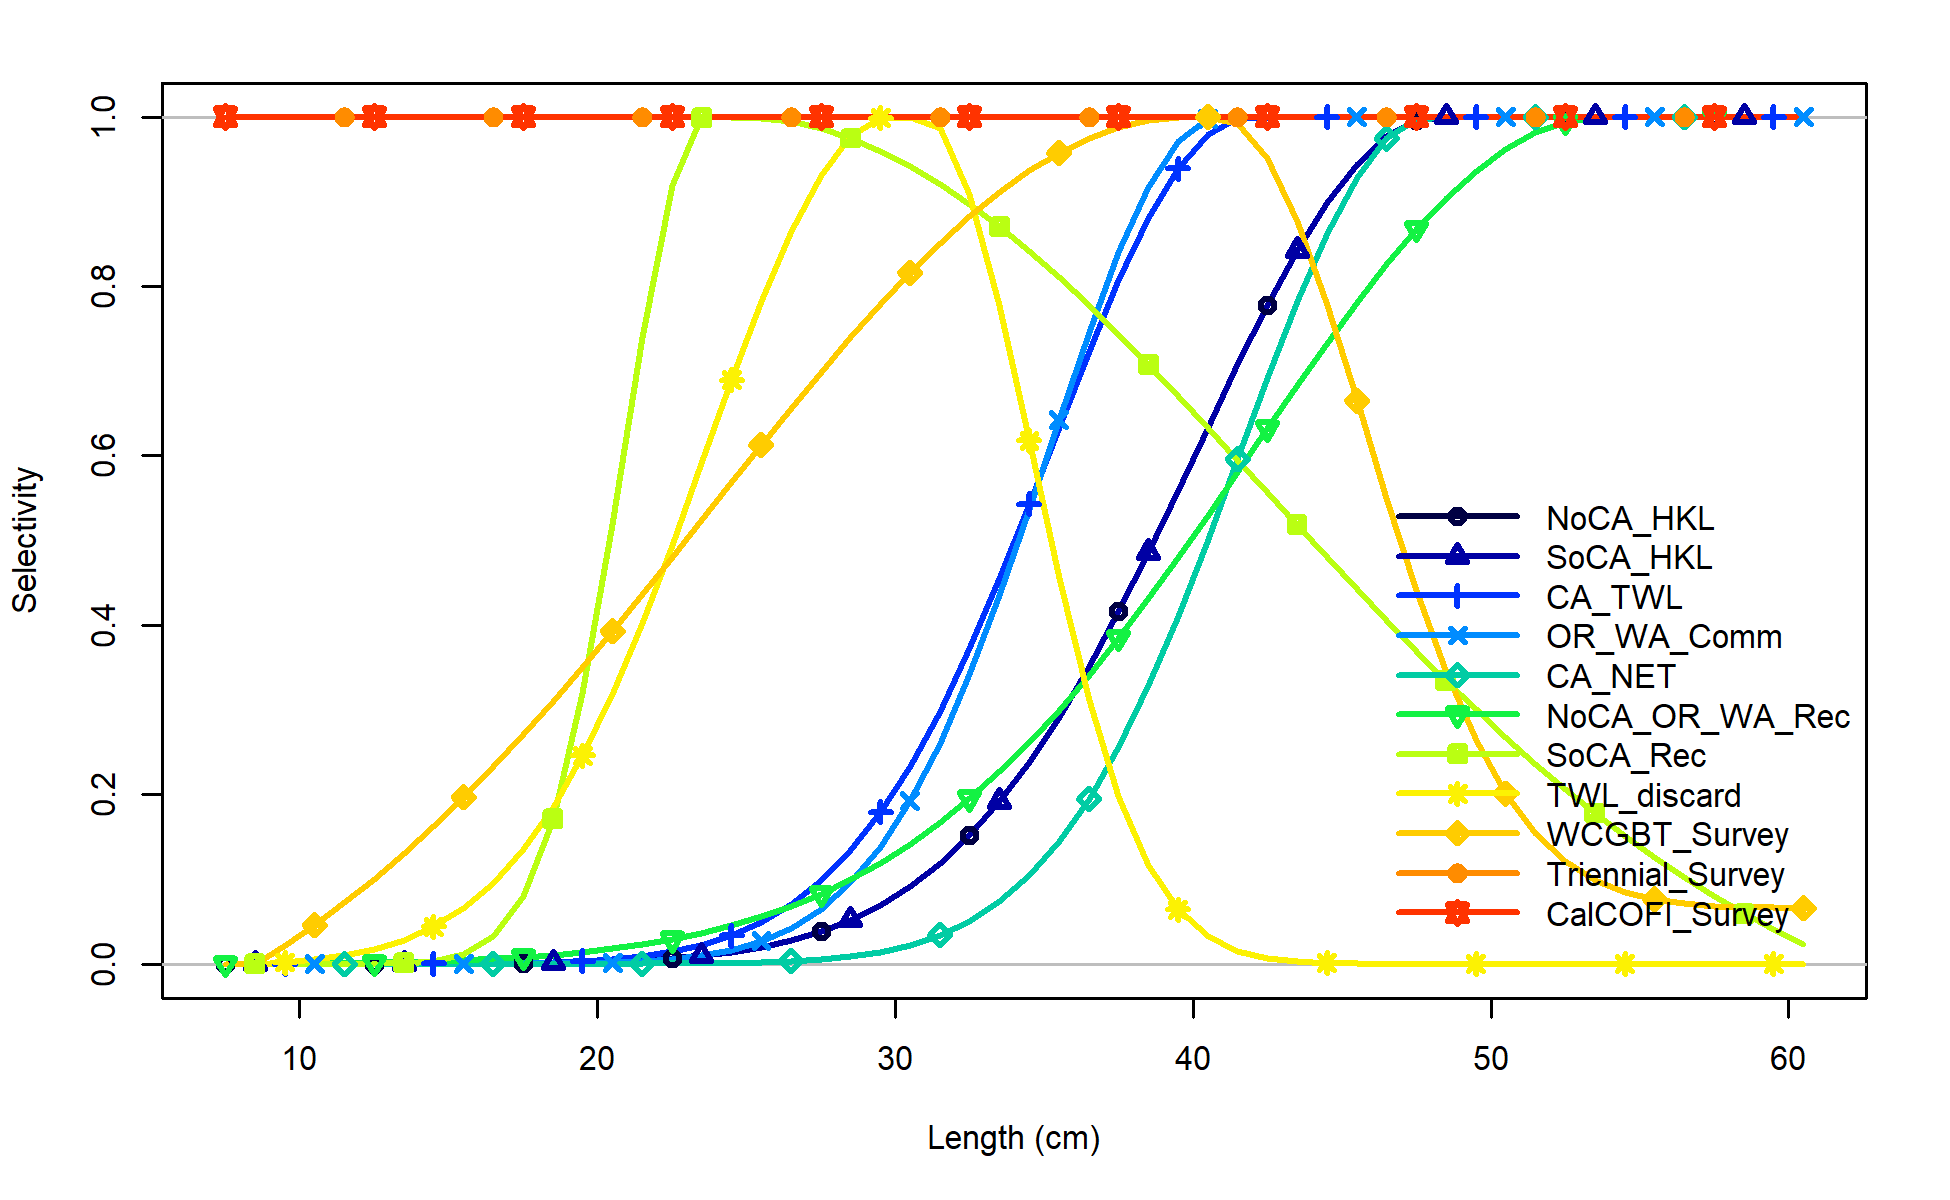 1.0
0.8
0.6
0.4
0.2
0.0
Selectivity
NoCA_HKL
SoCA_HKL
CA_TWL
OR_WA_Comm
CA_NET
NoCA_OR_WA_Rec
SoCA_Rec
TWL_discard
WCGBT_Survey
Triennial_Survey
CalCOFI_Survey
10 20 30 40 50 60
Length (cm)